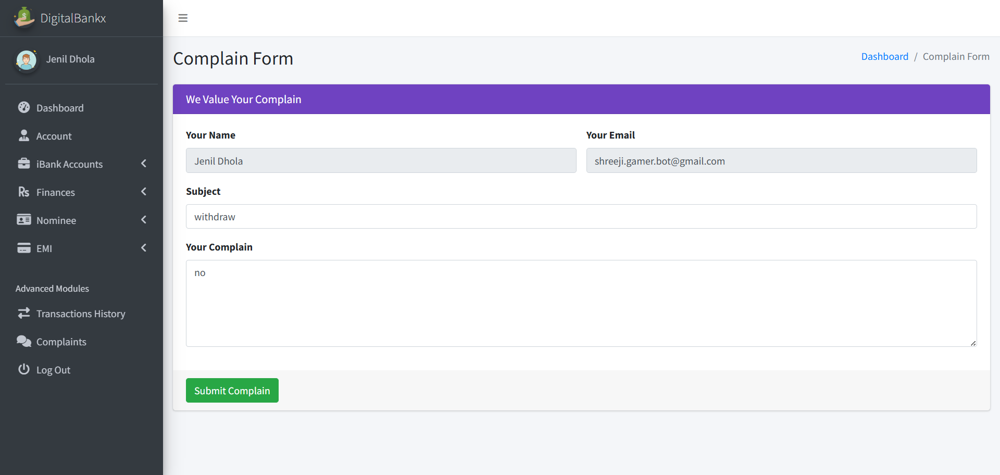 DigitalBankx
Jenil Dhola
Dashboard
Account
iBank Accounts
Finances
Nominee
EMI
Advanced Modules
Transactions History
Complaints
Log Out
Complain Form
Dashboard / Complain Form
We Value Your Complain
Your Name
Jenil Dhola
Your Email
shreeji.gamer.bot@gmail.com
Subject
withdraw
Your Complain
no
Submit Complain